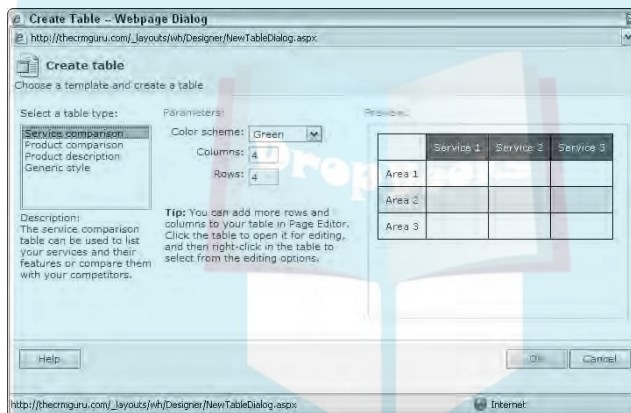 Create Table -- Webpage Dialog
http://thecrmguru.com/_layouts/wh/Designer/NewTableDialog.aspx
Create table
Choose a template and create a table
Select a table type:
Service comparison
Product comparison
Product description
Generic style
Description:
The service comparison
table can be used to list
your services and their
features or compare them
with your competitors.
Parameters:
Color scheme: Green
Columns: 4
Rows: 4
Tip: You can add more rows and
columns to your table in Page Editor.
Click the table to open it for editing,
and then right-click in the table to
select from the editing options.
Preview:
Service 1 Service 2 Service 3
Area 1
Area 2
Area 3
Help
OK Cancel
http://thecrmguru.com/_layouts/wh/Designer/NewTableDialog.aspx Internet